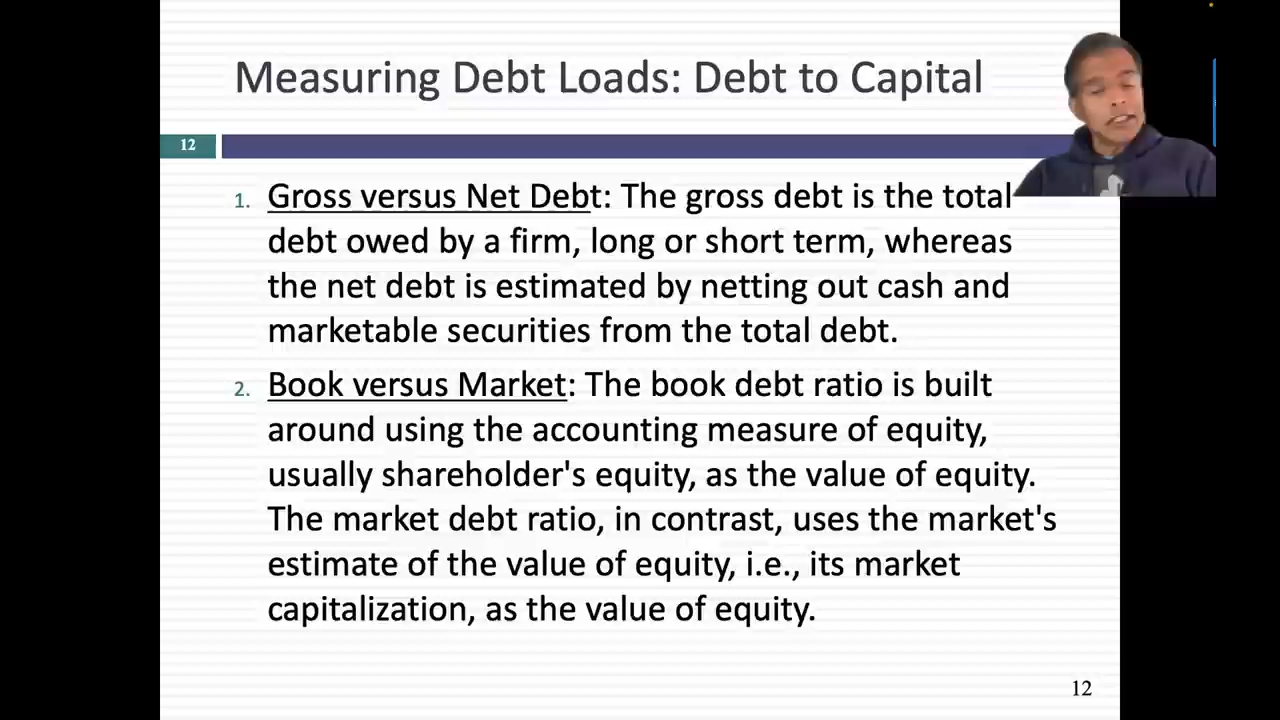 Measuring Debt Loads: Debt to Capital
12
1. Gross versus Net Debt: The gross debt is the total
debt owed by a firm, long or short term, whereas
the net debt is estimated by netting out cash and
marketable securities from the total debt.
2. Book versus Market: The book debt ratio is built
around using the accounting measure of equity,
usually shareholder's equity, as the value of equity.
The market debt ratio, in contrast, uses the market's
estimate of the value of equity, i.e., its market
capitalization, as the value of equity.
12